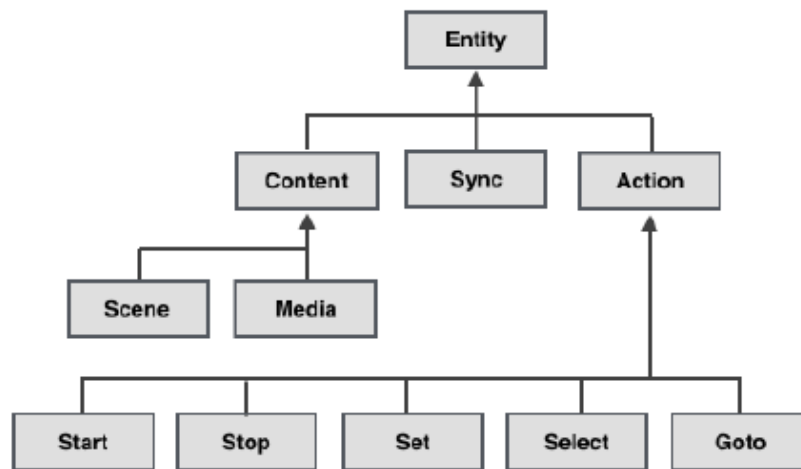 Entity
Content Sync Action
Scene Media
Start Stop Set Select Goto